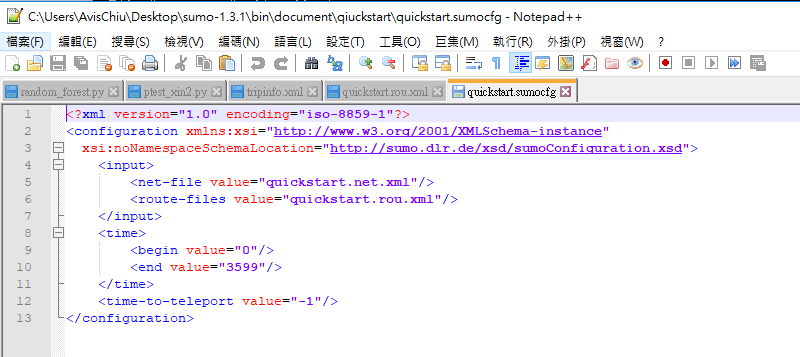 C:\Users\AvisChiu\Desktop\sumo-1.3.1\bin\document\qiuckstart\quickstart.sumocfg - Notepad++
檔案(F) 編輯(E) 搜尋(S) 檢視(V) 編碼(N) 語言(L) 設定(T) 工具(O) 巨集(M) 執行(R) 外掛(P) 視窗(W) ?
random_forest.py ptest_xin2.py tripinfo.xml quickstart.rou.xml quickstart.sumocfg
1 <?xml version="1.0" encoding="iso-8859-1"?>
2 <configuration xmlns:xsi="http://www.w3.org/2001/XMLSchema-instance"
3 xsi:noNamespaceSchemaLocation="http://sumo.dlr.de/xsd/sumoConfiguration.xsd">
4 <input>
5 <net-file value="quickstart.net.xml"/>
6 <route-files value="quickstart.rou.xml"/>
7 </input>
8 <time>
9 <begin value="0"/>
10 <end value="3599"/>
11 </time>
12 <time-to-teleport value="-1"/>
13 </configuration>